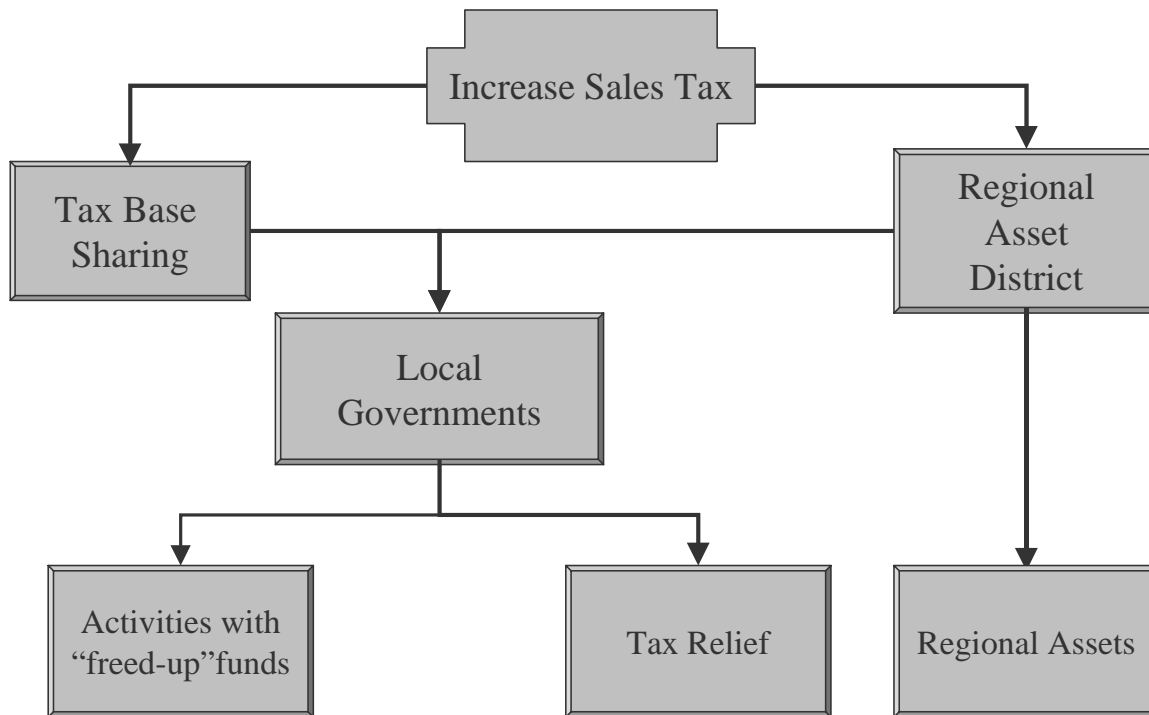 Increase Sales Tax
Tax Base
Sharing
Regional
Asset
District
Local
Governments
Activities with
“freed-up”funds
Tax Relief
Regional Assets